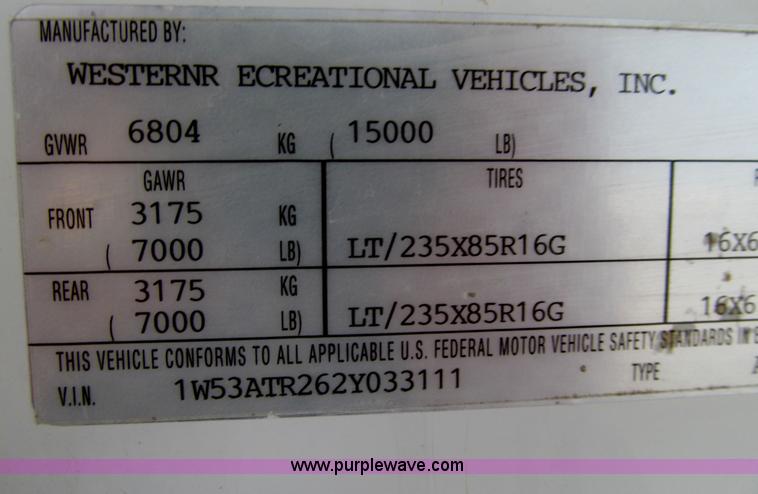 MANUFACTURED BY:
WESTERNR ECREATIONAL VEHICLES, INC.
GVWR 6804 KG ( 15000 LB)
GAWR TIRES
FRONT 3175 KG
( 7000 LB) LT/235X85R16G 16X6
REAR 3175 KG
( 7000 LB) LT/235X85R16G 16X6
THIS VEHICLE CONFORMS TO ALL APPLICABLE U.S. FEDERAL MOTOR VEHICLE SAFETY STANDARDS IN
V.I.N. 1W53ATR262Y033111 TYPE
www.purplewave.com